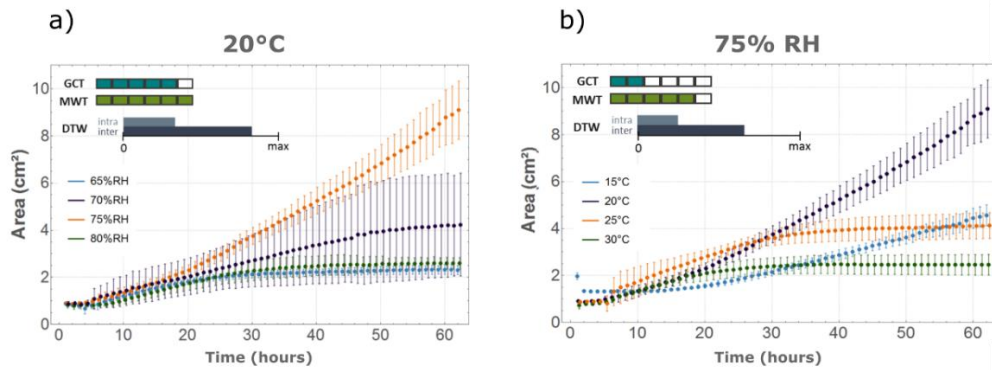 a)
20°C
GCT
MWT
DTW
intra
inter
0
max
65%RH
70%RH
75%RH
80%RH
10
8
6
4
2
0
Area (cm²)
0 10 20 30 40 50 60
Time (hours)
b)
75% RH
GCT
MWT
DTW
intra
inter
0
max
15°C
20°C
25°C
30°C
10
8
6
4
2
0
Area (cm²)
0 10 20 30 40 50 60
Time (hours)